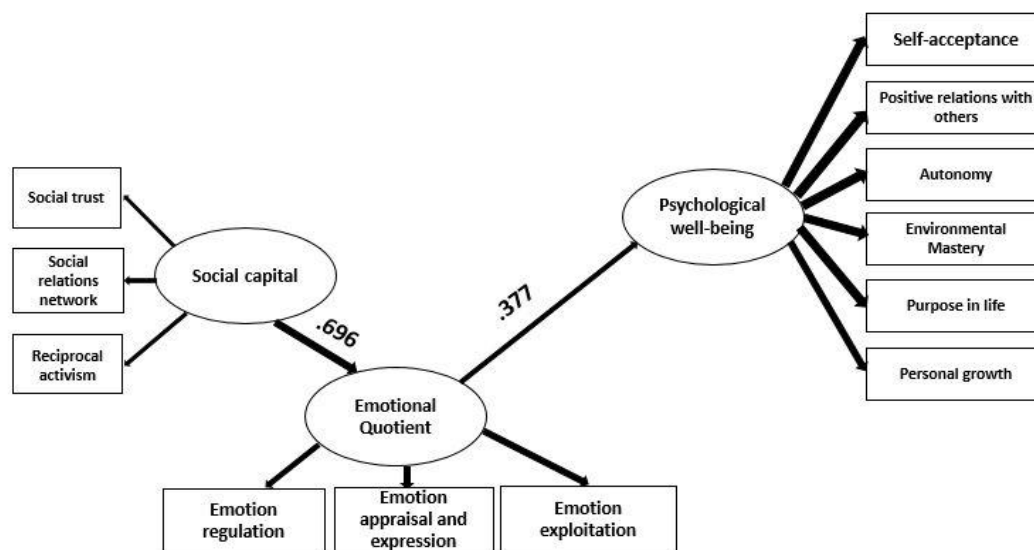 Self-acceptance
Positive relations with
others
Autonomy
Environmental
Mastery
Purpose in life
Personal growth
Psychological
well-being
Social trust
Social
relations
network
Reciprocal
activism
Social capital
.696
.377
Emotional
Quotient
Emotion
regulation
Emotion
appraisal and
expression
Emotion
exploitation